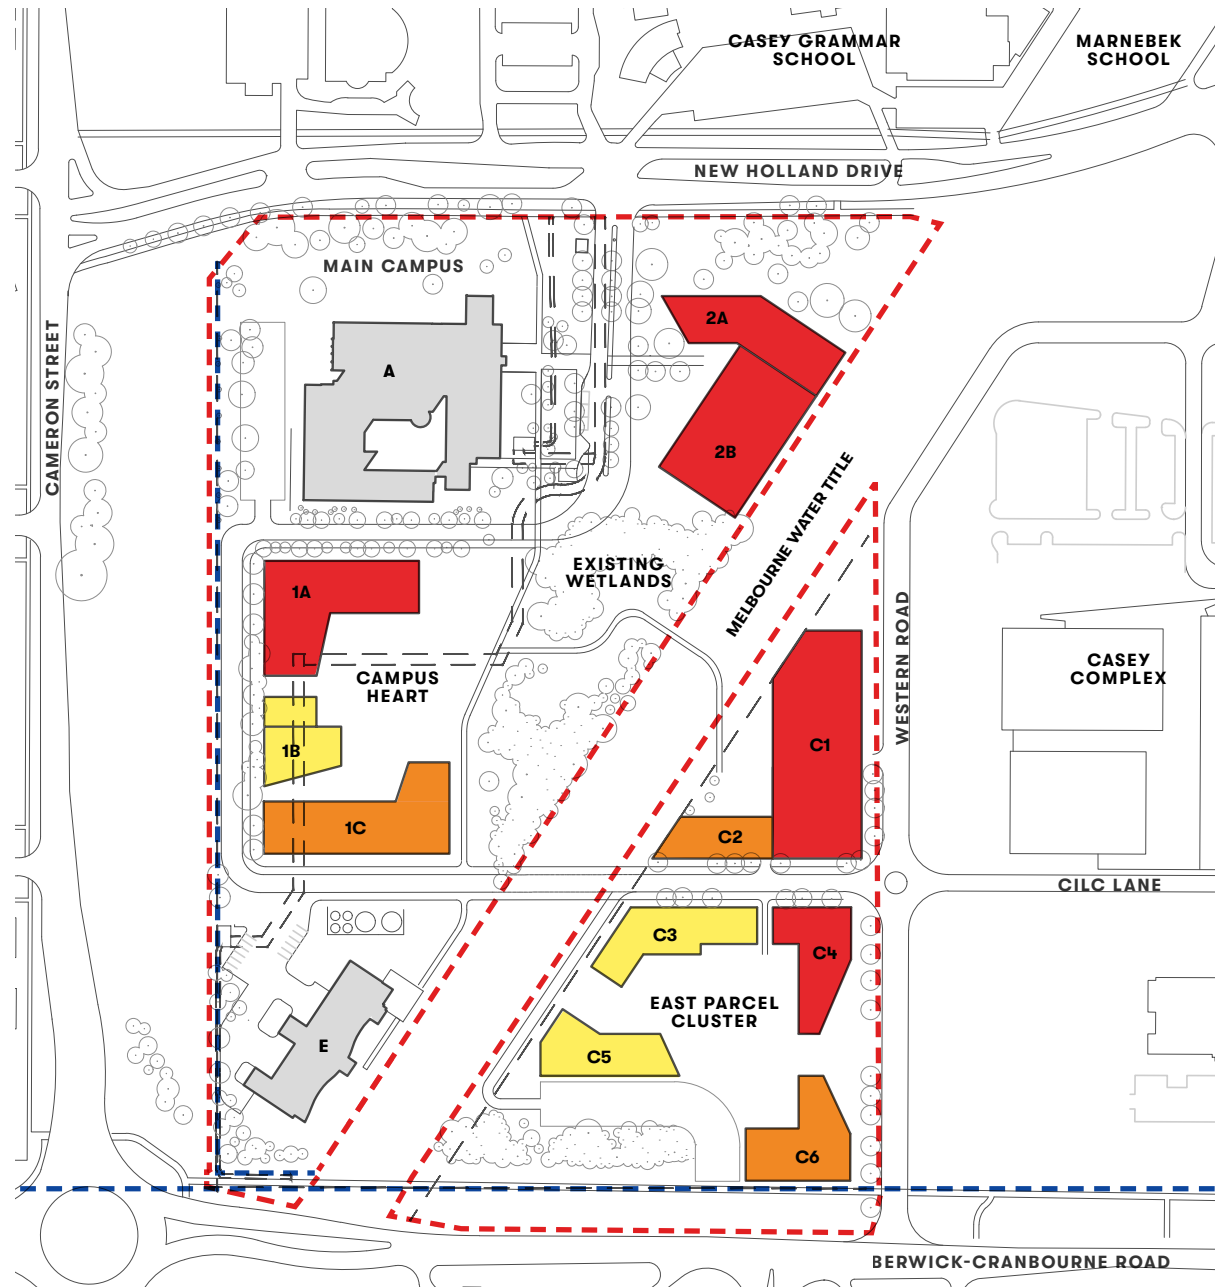 CASEY GRAMMAR
SCHOOL
MARNEBEK
SCHOOL
NEW HOLLAND DRIVE
MAIN CAMPUS
2A
CAMERON STREET
A
2B
MELBOURNE WATER TITLE
EXISTING
WETLANDS
1A
WESTERN ROAD
CAMPUS
HEART
CASEY
COMPLEX
1B
C1
1C
C2
CILC LANE
C3
C4
EAST PARCEL
CLUSTER
E
C5
C6
BERWICK-CRANBOURNE ROAD